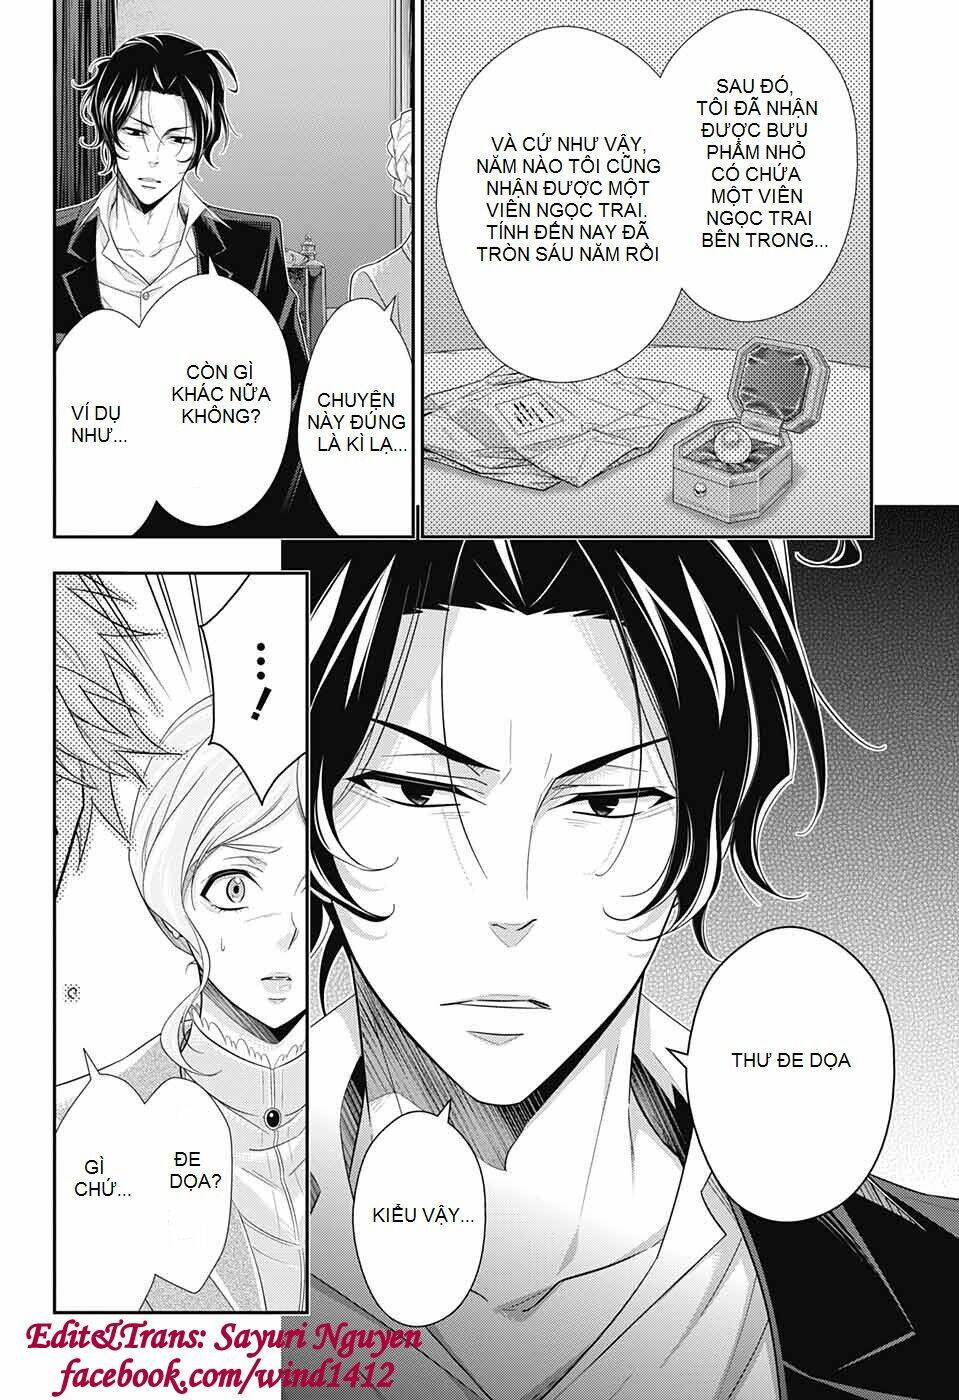 SAU ĐÓ,
TÔI ĐÃ NHẬN
ĐƯỢC BƯU
PHẨM NHỎ
CÓ CHỨA
MỘT VIÊN
NGỌC TRAI
BÊN TRONG...
VÀ CỨ NHƯ VẬY,
NĂM NÀO TÔI CŨNG
NHẬN ĐƯỢC MỘT
VIÊN NGỌC TRAI.
TÍNH ĐẾN NAY ĐÃ
TRÒN SÁU NĂM RỒI
CHUYỆN
NÀY ĐÚNG
LÀ KÌ LẠ...
CÒN GÌ
KHÁC NỮA
KHÔNG?
VÍ DỤ
NHƯ...
THƯ ĐE DỌA
KIỂU VẬY...
...!
ĐE
DỌA?
GÌ
CHỨ...
Edit&Trans: Sayuri Nguyen
facebook.com/wind1412